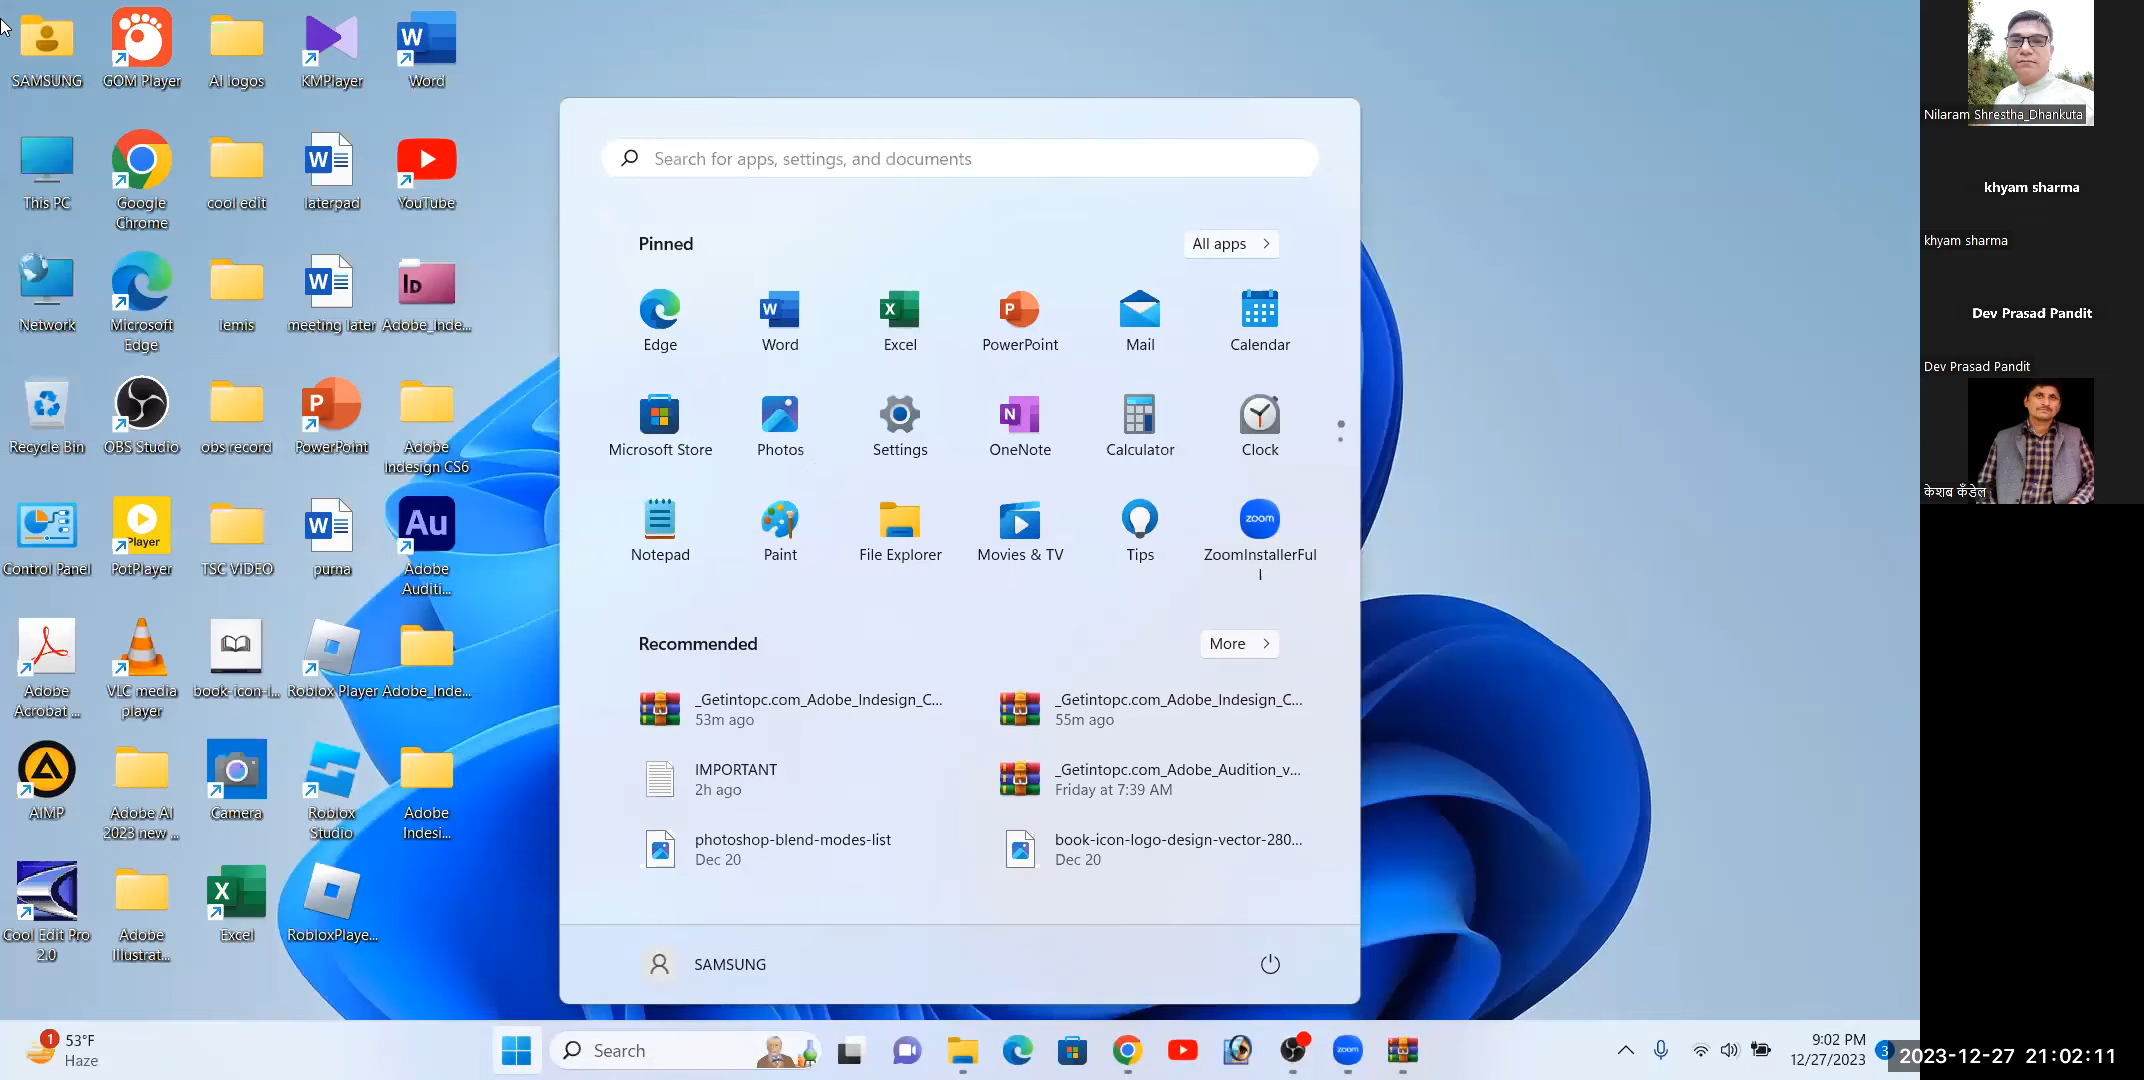 SAMSUNG
GOM Player
AI logos
KMPlayer
Word
This PC
Google
Chrome
cool edit
laterpad
YouTube
Network
Microsoft
Edge
lemis
meeting later
Adobe_Inde...
Recycle Bin
OBS Studio
obs record
PowerPoint
Adobe
Indesign CS6
Control Panel
PotPlayer
TSC VIDEO
purna
Adobe
Auditi...
Adobe
Acrobat ...
VLC media
player
book-icon-l...
Roblox Player
Adobe_Inde...
AIMP
Adobe AI
2023 new ...
Camera
Roblox
Studio
Adobe
Indesi...
Cool Edit Pro
2.0
Adobe
Illustrat...
Excel
RobloxPlaye...
Search for apps, settings, and documents
Pinned
All apps
Edge
Word
Excel
PowerPoint
Mail
Calendar
Microsoft Store
Photos
Settings
OneNote
Calculator
Clock
Notepad
Paint
File Explorer
Movies & TV
Tips
ZoomInstallerFul
l
Recommended
More
_Getintopc.com_Adobe_Indesign_C...
53m ago
_Getintopc.com_Adobe_Indesign_C...
55m ago
IMPORTANT
2h ago
_Getintopc.com_Adobe_Audition_v...
Friday at 7:39 AM
photoshop-blend-modes-list
Dec 20
book-icon-logo-design-vector-280...
Dec 20
SAMSUNG
Nilaram Shrestha_Dhankuta
khyam sharma
khyam sharma
Dev Prasad Pandit
Dev Prasad Pandit
केशब कँडेल
1
53°F
Haze
Search
zoom
9:02 PM
12/27/2023
3
2023-12-27 21:02:11